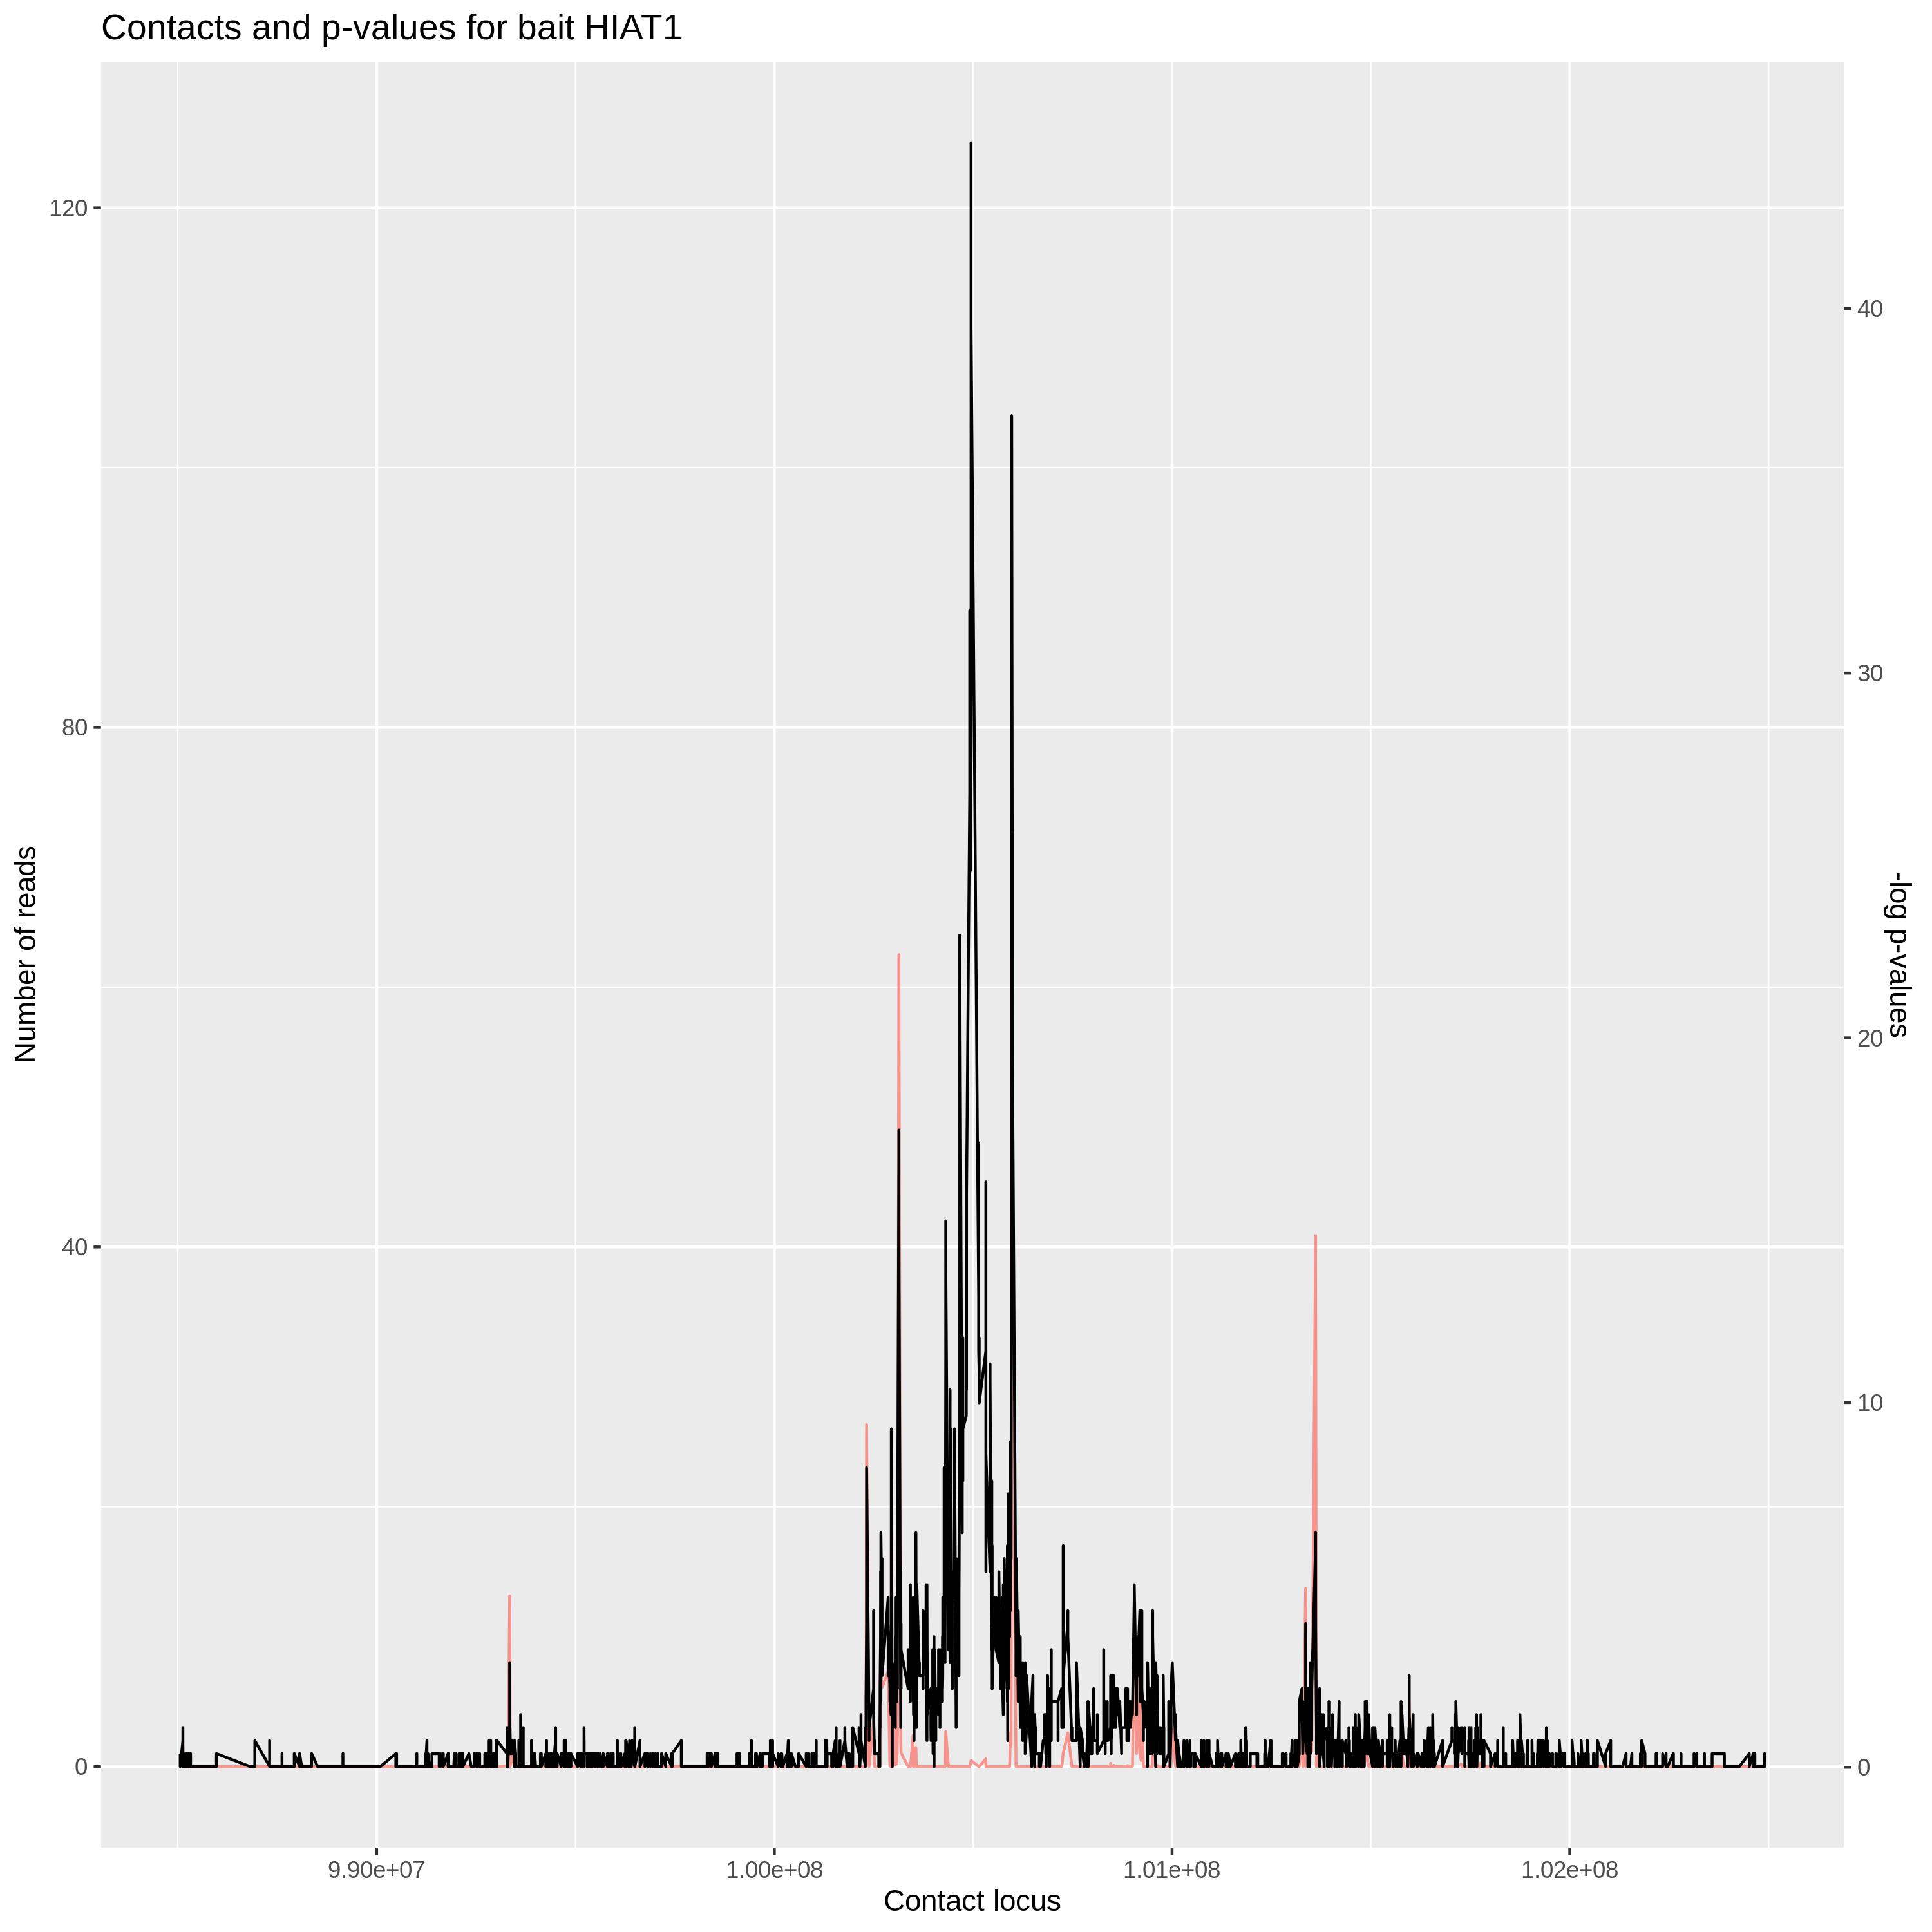 Contacts and p-values for bait HIAT1
120
80
40
0
Number of reads
40
30
20
10
0
-log p-values
9.90e+07
1.00e+08
1.01e+08
1.02e+08
Contact locus